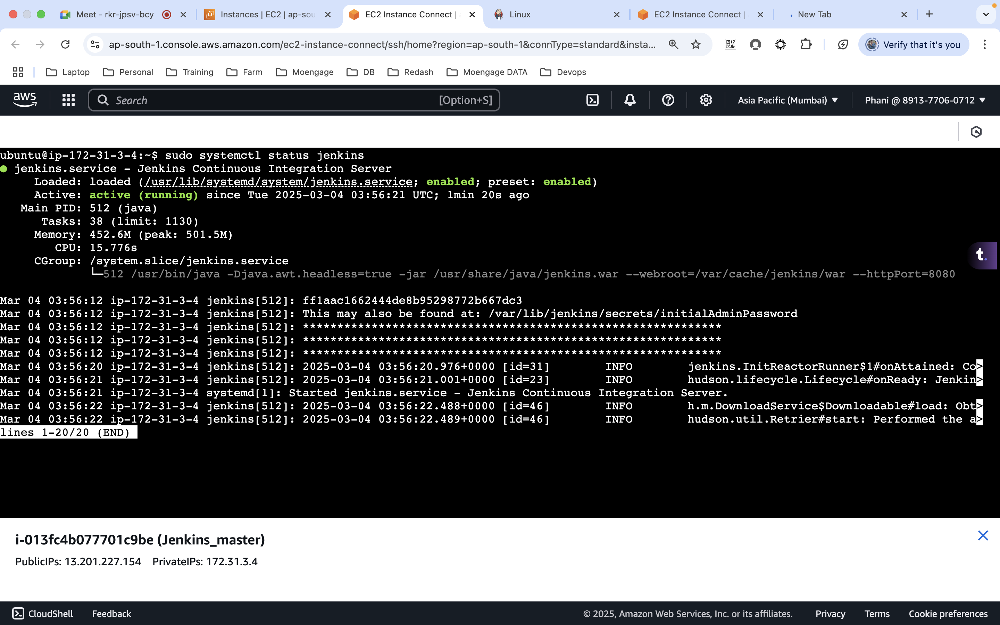 Meet - rkr-jpsv-bcy
Instances | EC2 | ap-sou
EC2 Instance Connect |
Linux
EC2 Instance Connect |
New Tab
ap-south-1.console.aws.amazon.com/ec2-instance-connect/ssh/home?region=ap-south-1&connType=standard&insta...
Verify that it's you
Laptop
Personal
Training
Farm
Moengage
DB
Redash
Moengage DATA
Devops
aws
Search
[Option+S]
Asia Pacific (Mumbai)
Phani @ 8913-7706-0712
ubuntu@ip-172-31-3-4:~$ sudo systemctl status jenkins
● jenkins.service - Jenkins Continuous Integration Server
Loaded: loaded (/usr/lib/systemd/system/jenkins.service; enabled; preset: enabled)
Active: active (running) since Tue 2025-03-04 03:56:21 UTC; 1min 20s ago
Main PID: 512 (java)
Tasks: 38 (limit: 1130)
Memory: 452.6M (peak: 501.5M)
CPU: 15.776s
CGroup: /system.slice/jenkins.service
└─512 /usr/bin/java -Djava.awt.headless=true -jar /usr/share/java/jenkins.war --webroot=/var/cache/jenkins/war --httpPort=8080
t.
Mar 04 03:56:12 ip-172-31-3-4 jenkins[512]: ff1aac1662444de8b95298772b667dc3
Mar 04 03:56:12 ip-172-31-3-4 jenkins[512]: This may also be found at: /var/lib/jenkins/secrets/initialAdminPassword
Mar 04 03:56:12 ip-172-31-3-4 jenkins[512]: *************************************************************
Mar 04 03:56:12 ip-172-31-3-4 jenkins[512]: *************************************************************
Mar 04 03:56:12 ip-172-31-3-4 jenkins[512]: *************************************************************
Mar 04 03:56:20 ip-172-31-3-4 jenkins[512]: 2025-03-04 03:56:20.976+0000 [id=31] INFO jenkins.InitReactorRunner$1#onAttained: Co>
Mar 04 03:56:21 ip-172-31-3-4 jenkins[512]: 2025-03-04 03:56:21.001+0000 [id=23] INFO hudson.lifecycle.Lifecycle#onReady: Jenkin>
Mar 04 03:56:21 ip-172-31-3-4 systemd[1]: Started jenkins.service - Jenkins Continuous Integration Server.
Mar 04 03:56:22 ip-172-31-3-4 jenkins[512]: 2025-03-04 03:56:22.488+0000 [id=46] INFO h.m.DownloadService$Downloadable#load: Obt>
Mar 04 03:56:22 ip-172-31-3-4 jenkins[512]: 2025-03-04 03:56:22.489+0000 [id=46] INFO hudson.util.Retrier#start: Performed the a>
lines 1-20/20 (END)
i-013fc4b077701c9be (Jenkins_master)
PublicIPs: 13.201.227.154 PrivateIPs: 172.31.3.4
CloudShell
Feedback
© 2025, Amazon Web Services, Inc. or its affiliates.
Privacy
Terms
Cookie preferences